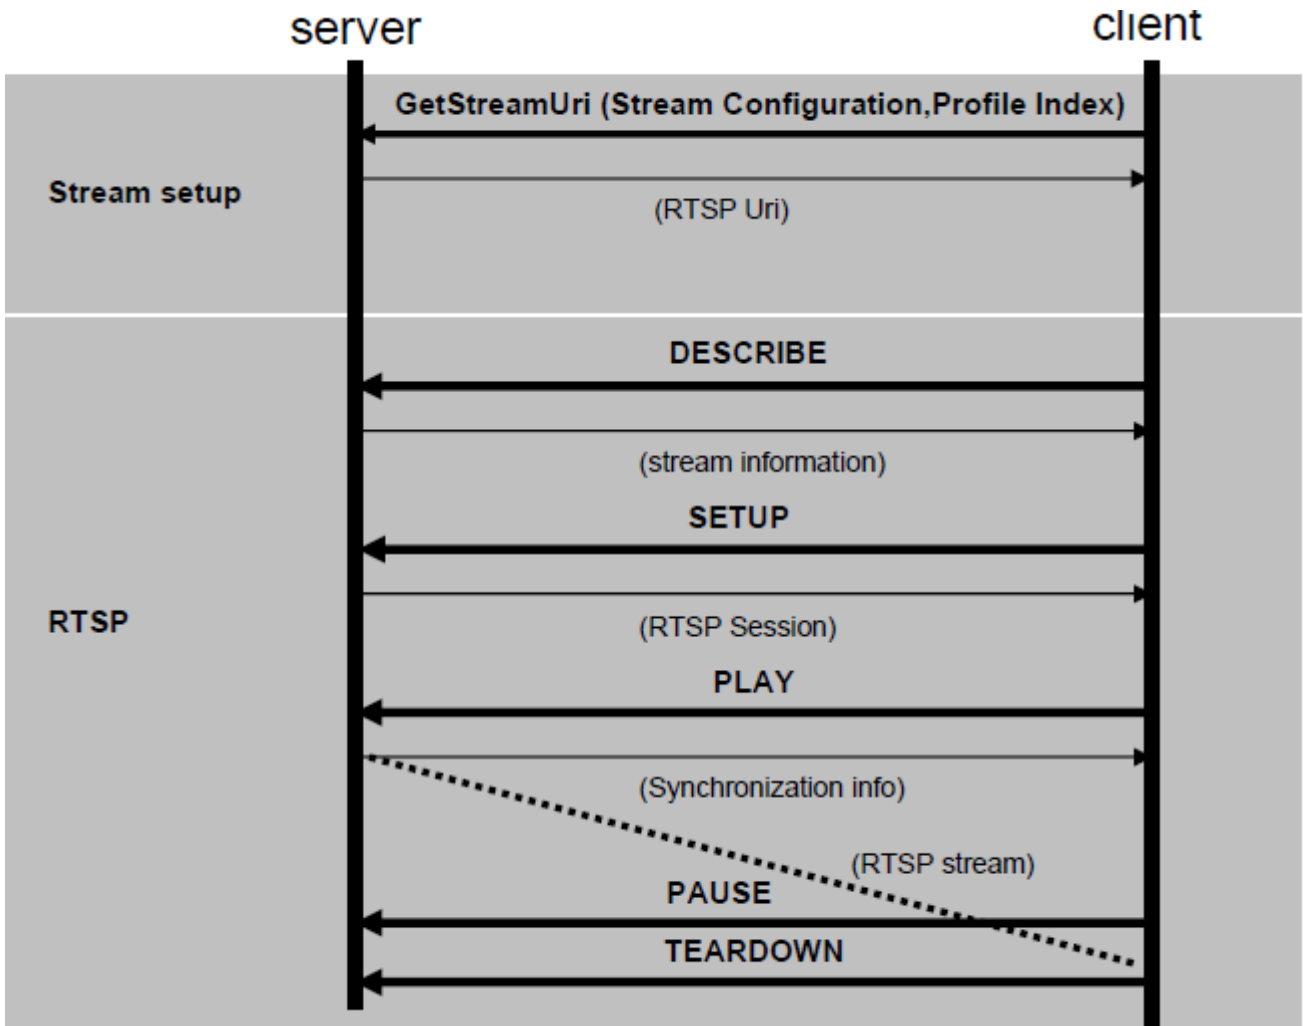 server
client
GetStreamUri (Stream Configuration,Profile Index)
Stream setup
(RTSP Uri)
DESCRIBE
(stream information)
SETUP
RTSP
(RTSP Session)
PLAY
(Synchronization info)
(RTSP stream)
PAUSE
TEARDOWN